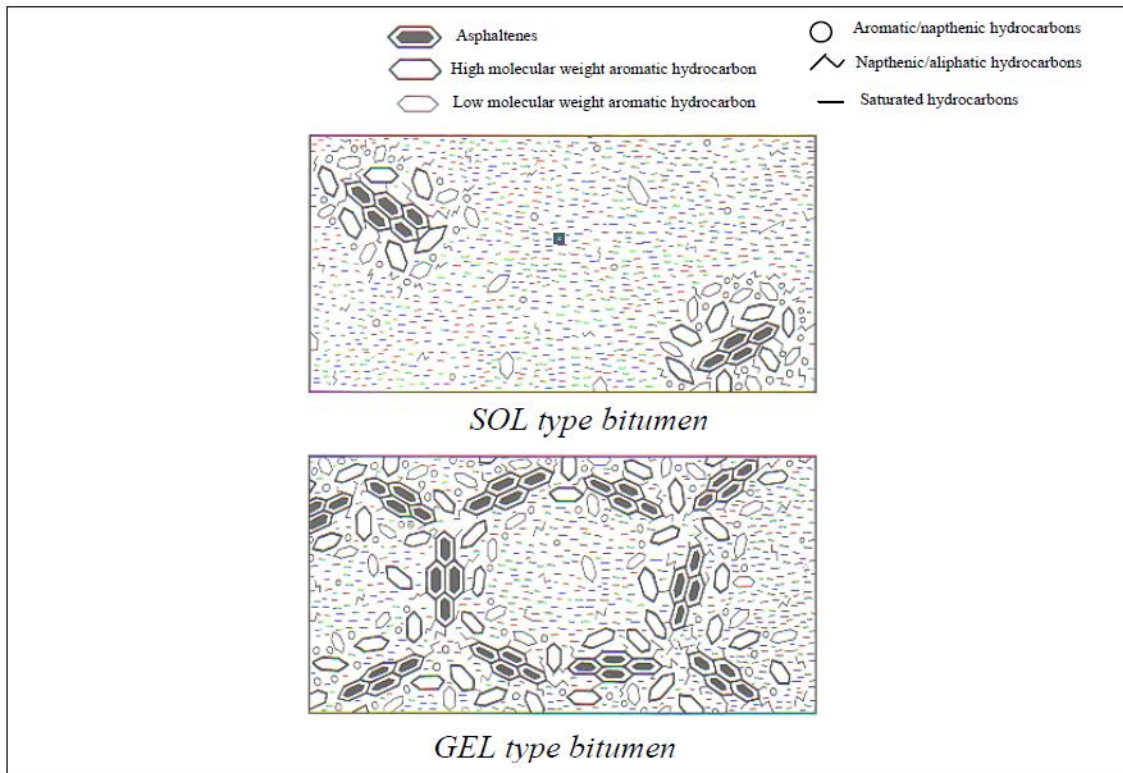 Asphaltenes
High molecular weight aromatic hydrocarbon
Low molecular weight aromatic hydrocarbon
Aromatic/napthenic hydrocarbons
Napthenic/aliphatic hydrocarbons
Saturated hydrocarbons
SOL type bitumen
GEL type bitumen